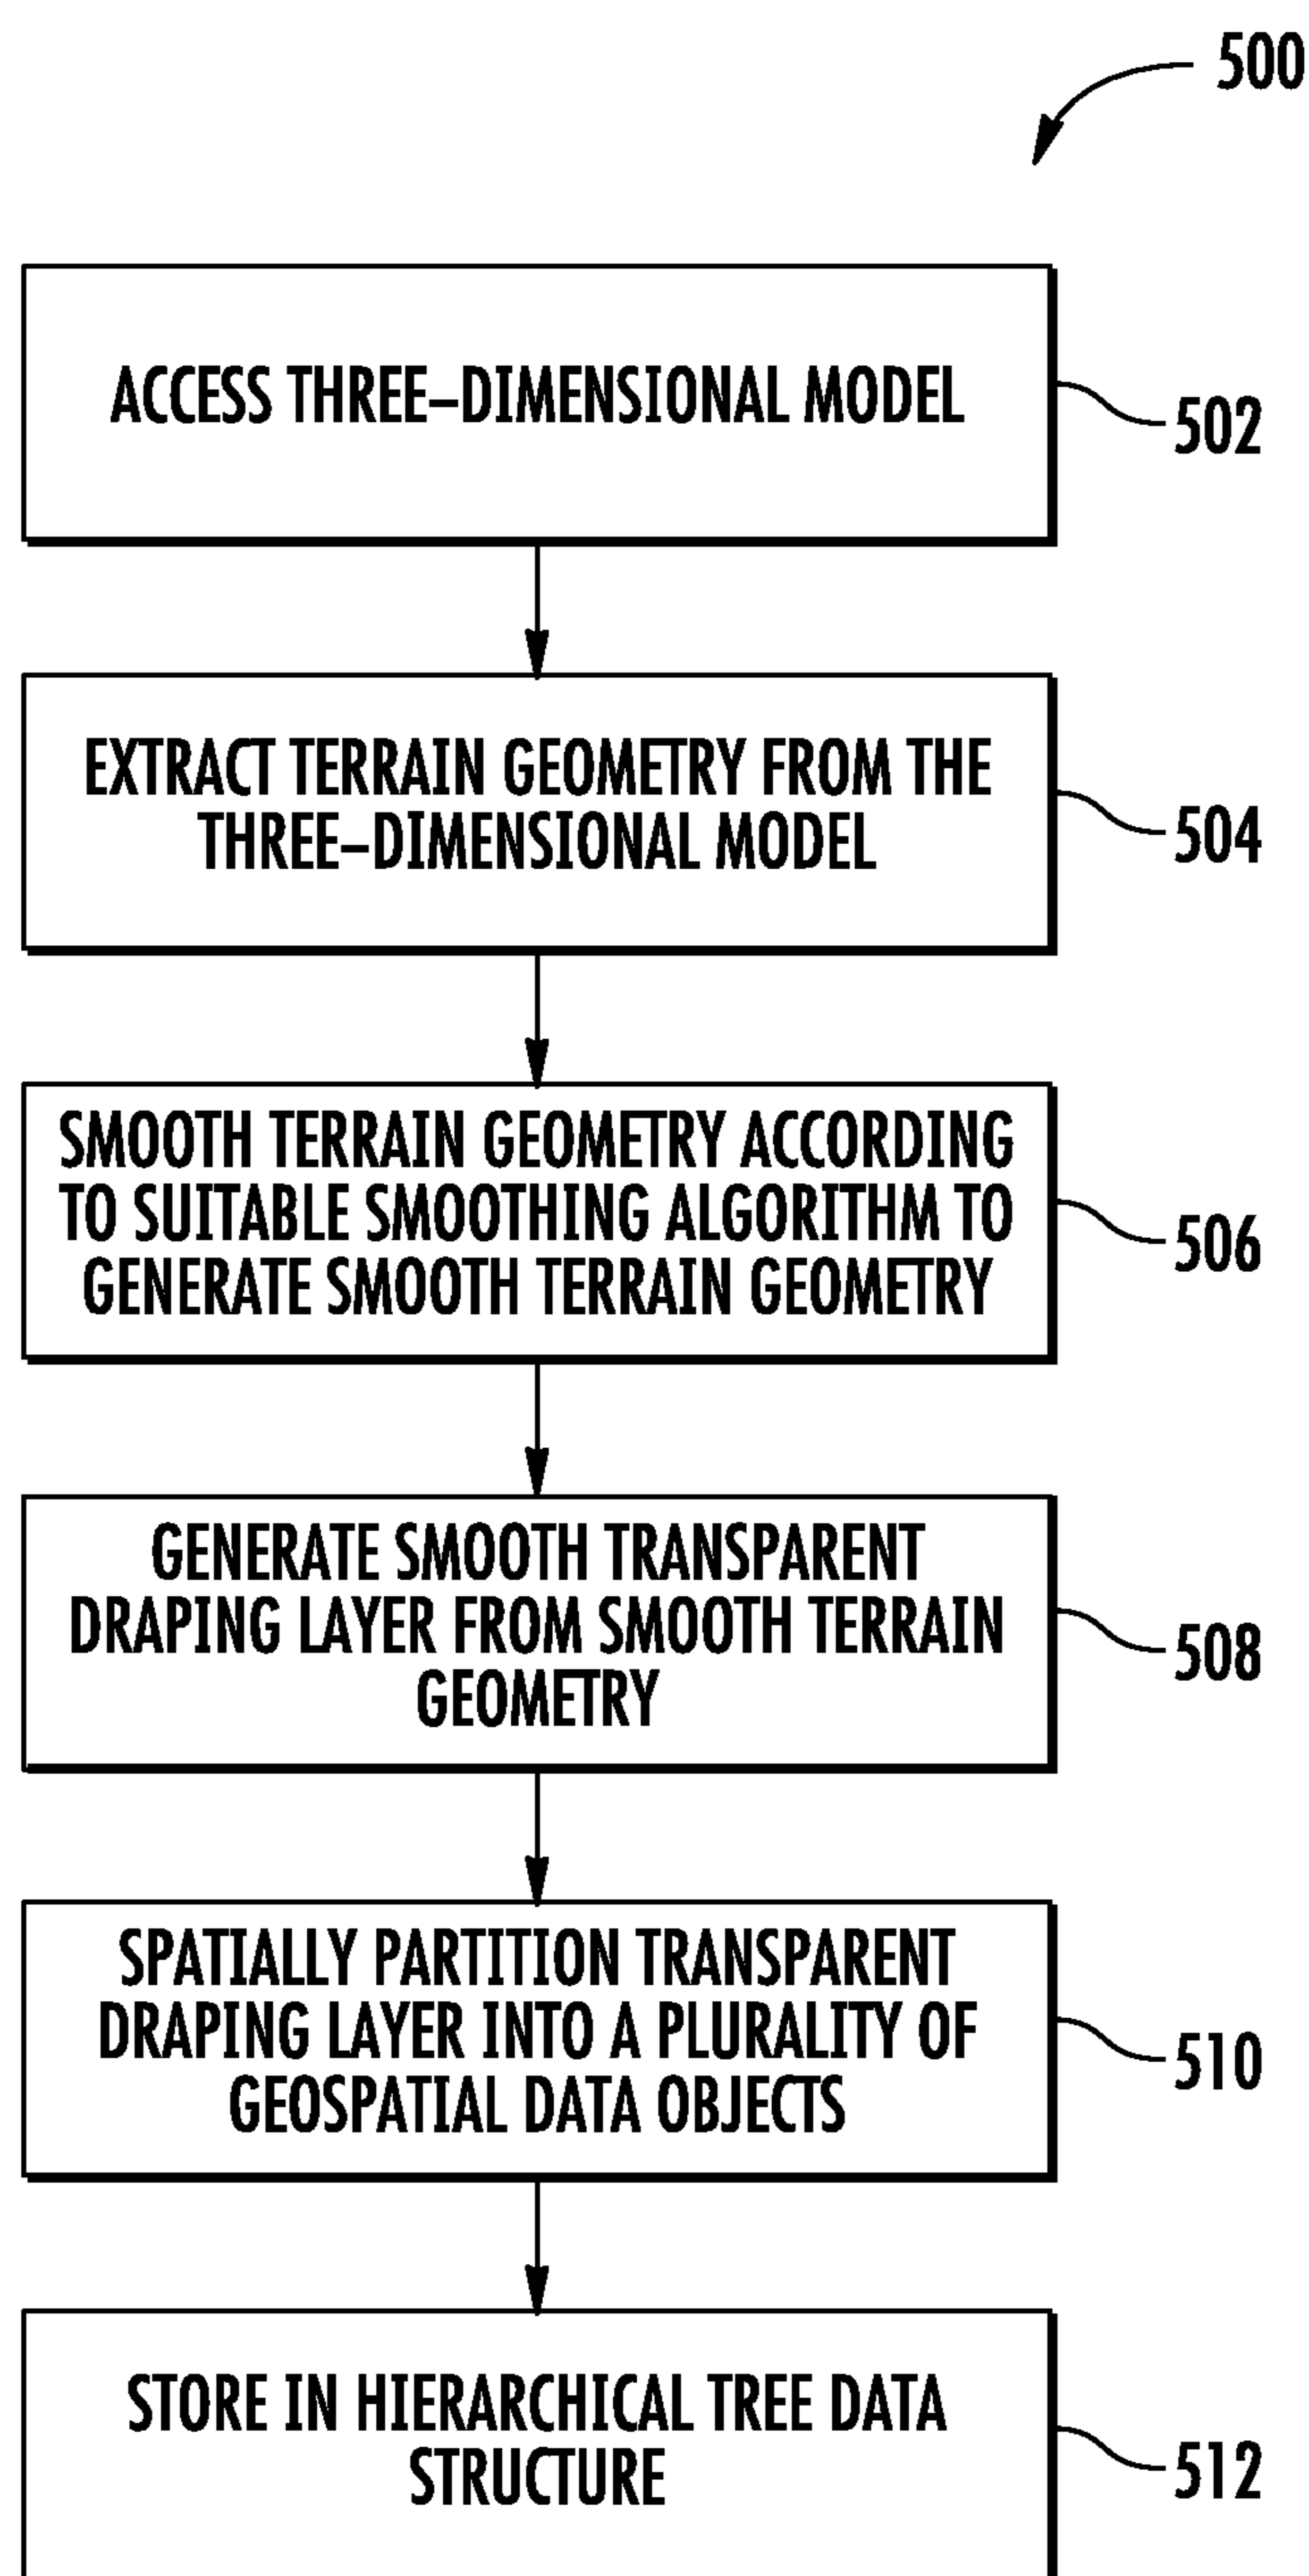 500
ACCESS THREE–DIMENSIONAL MODEL
502
EXTRACT TERRAIN GEOMETRY FROM THE
THREE–DIMENSIONAL MODEL
504
SMOOTH TERRAIN GEOMETRY ACCORDING
TO SUITABLE SMOOTHING ALGORITHM TO
GENERATE SMOOTH TERRAIN GEOMETRY
506
GENERATE SMOOTH TRANSPARENT
DRAPING LAYER FROM SMOOTH TERRAIN
GEOMETRY
508
SPATIALLY PARTITION TRANSPARENT
DRAPING LAYER INTO A PLURALITY OF
GEOSPATIAL DATA OBJECTS
510
STORE IN HIERARCHICAL TREE DATA
STRUCTURE
512